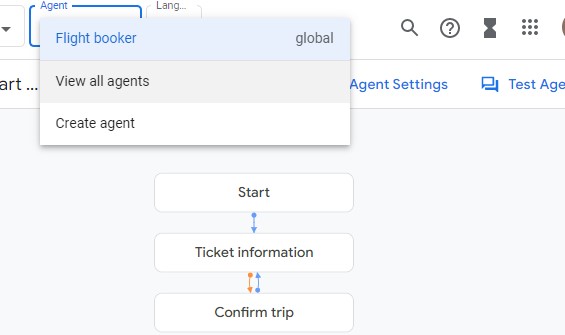 Agent
Lang...
Flight booker global
View all agents
Create agent
art ...
Agent Settings
Test Age
Start
Ticket information
Confirm trip